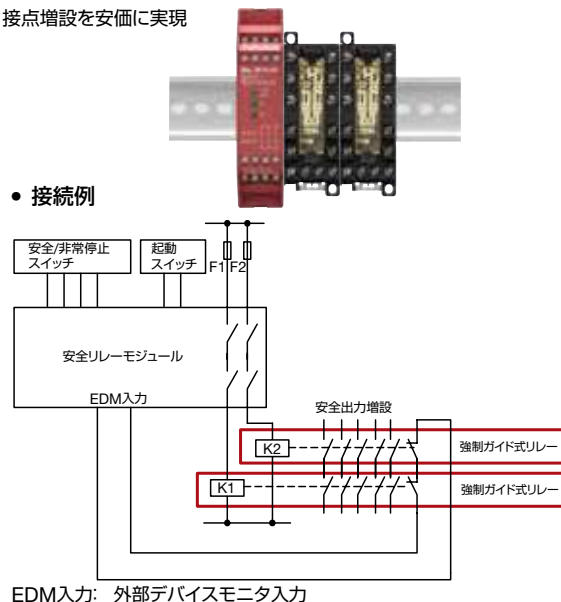 接点増設を安価に実現
• 接続例
安全/非常停止
スイッチ
起動
スイッチ
F1 F2
安全リレーモジュール
EDM入力
安全出力増設
K2
強制ガイド式リレー
K1
強制ガイド式リレー
EDM入力: 外部デバイスモニタ入力